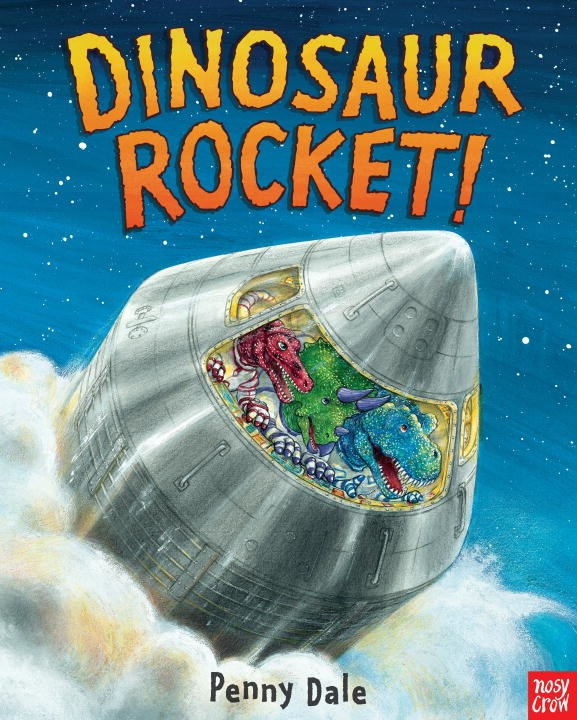 DINOSAUR
ROCKET!
Penny Dale
nosy
crow